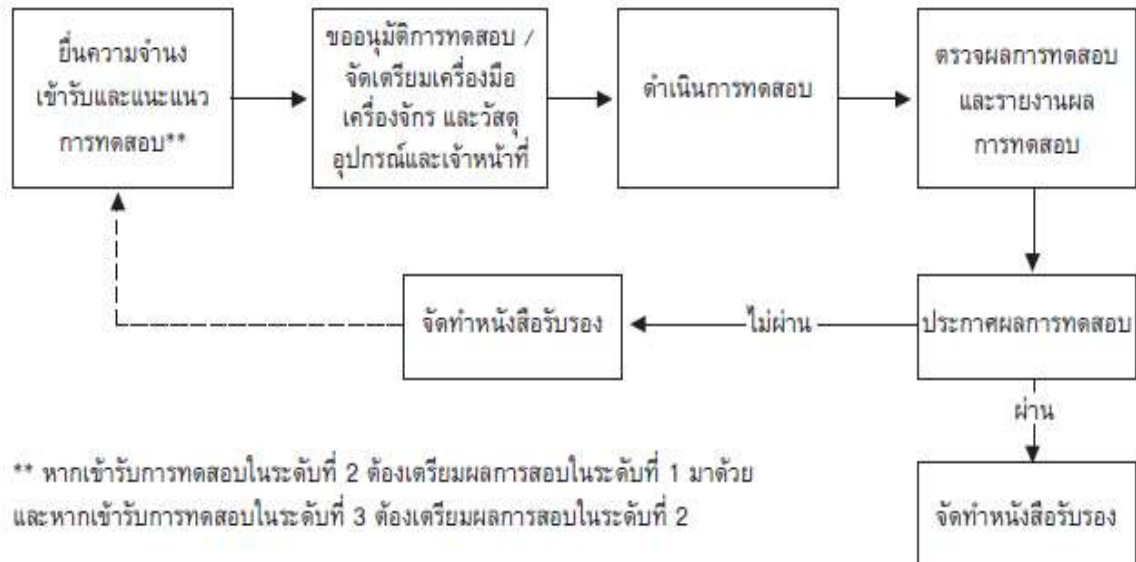 ยื่นความจำนง
เข้ารับและแนะแนว
การทดสอบ**
ขออนุมัติการทดสอบ /
จัดเตรียมเครื่องมือ
เครื่องจักร และวัสดุ
อุปกรณ์และเจ้าหน้าที่
ดำเนินการทดสอบ
ตรวจผลการทดสอบ
และรายงานผล
การทดสอบ
จัดทำหนังสือรับรอง
ไม่ผ่าน
ประกาศผลการทดสอบ
ผ่าน
จัดทำหนังสือรับรอง
** หากเข้ารับการทดสอบในระดับที่ 2 ต้องเตรียมผลการสอบในระดับที่ 1 มาด้วย
และหากเข้ารับการทดสอบในระดับที่ 3 ต้องเตรียมผลการสอบในระดับที่ 2